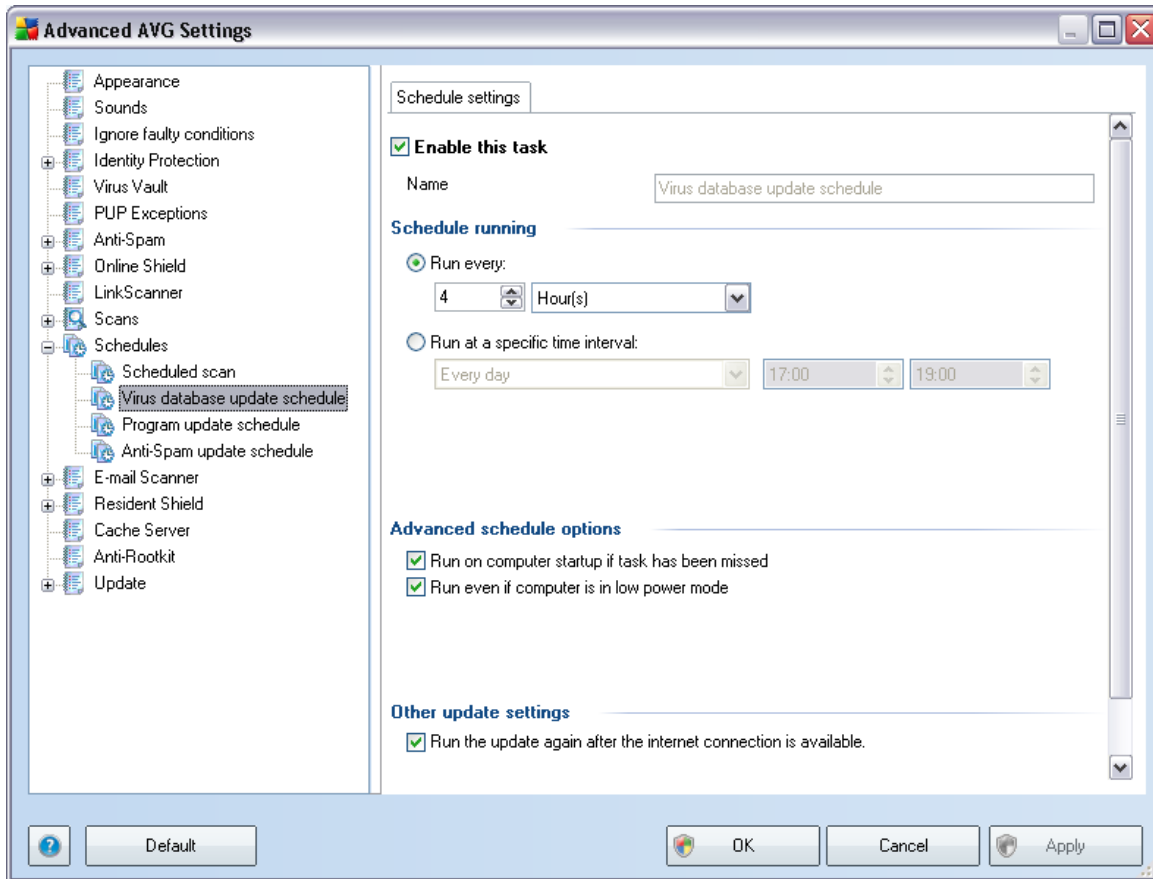 Advanced AVG Settings
Appearance
Sounds
Ignore faulty conditions
Identity Protection
Virus Vault
PUP Exceptions
Anti-Spam
Online Shield
LinkScanner
Scans
Schedules
Scheduled scan
Virus database update schedule
Program update schedule
Anti-Spam update schedule
E-mail Scanner
Resident Shield
Cache Server
Anti-Rootkit
Update
Schedule settings
Enable this task
Name Virus database update schedule
Schedule running
Run every:
4 Hour(s)
Run at a specific time interval:
Every day 17:00 19:00
Advanced schedule options
Run on computer startup if task has been missed
Run even if computer is in low power mode
Other update settings
Run the update again after the internet connection is available.
? Default OK Cancel Apply